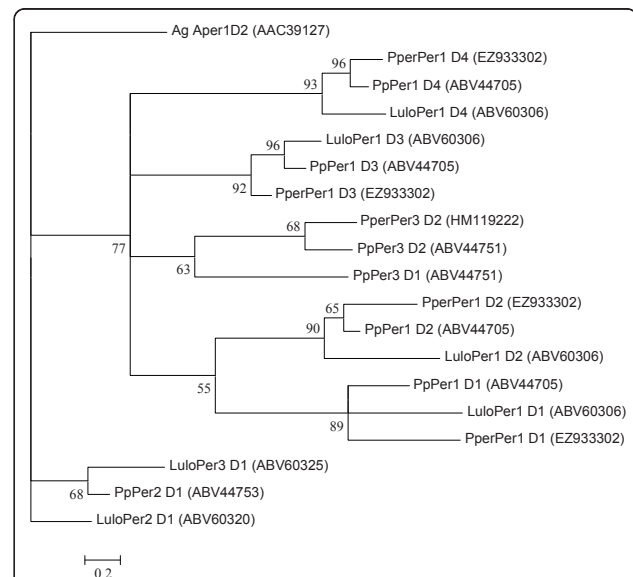 Ag Aper1D2 (AAC39127)
PperPer1 D4 (EZ933302)
96
PpPer1 D4 (ABV44705)
93
LuloPer1 D4 (ABV60306)
LuloPer1 D3 (ABV60306)
96
PpPer1 D3 (ABV44705)
92
PperPer1 D3 (EZ933302)
PperPer3 D2 (HM119222)
68
77
PpPer3 D2 (ABV44751)
63
PpPer3 D1 (ABV44751)
PperPer1 D2 (EZ933302)
65
90
PpPer1 D2 (ABV44705)
LuloPer1 D2 (ABV60306)
55
PpPer1 D1 (ABV44705)
LuloPer1 D1 (ABV60306)
89
PperPer1 D1 (EZ933302)
LuloPer3 D1 (ABV60325)
68
PpPer2 D1 (ABV44753)
LuloPer2 D1 (ABV60320)
0.2